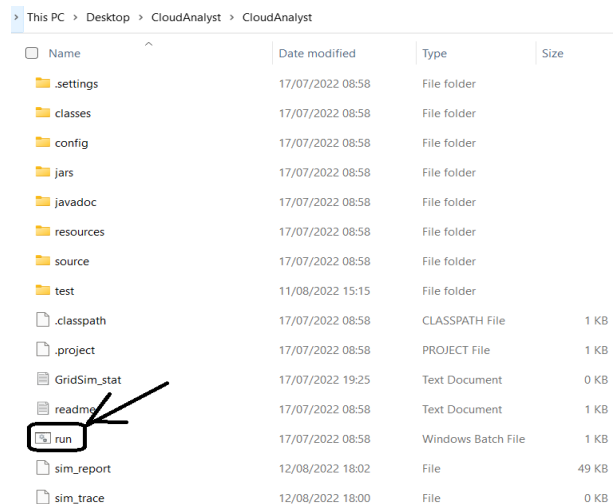 This PC > Desktop > CloudAnalyst > CloudAnalyst
Name Date modified Type Size
.settings 17/07/2022 08:58 File folder
classes 17/07/2022 08:58 File folder
config 17/07/2022 08:58 File folder
jars 17/07/2022 08:58 File folder
javadoc 17/07/2022 08:58 File folder
resources 17/07/2022 08:58 File folder
source 17/07/2022 08:58 File folder
test 11/08/2022 15:15 File folder
.classpath 17/07/2022 08:58 CLASSPATH File 1 KB
.project 17/07/2022 08:58 PROJECT File 1 KB
GridSim_stat 17/07/2022 19:25 Text Document 0 KB
readme 17/07/2022 08:58 Text Document 1 KB
run 17/07/2022 08:58 Windows Batch File 1 KB
sim_report 12/08/2022 18:02 File 49 KB
sim_trace 12/08/2022 18:00 File 0 KB